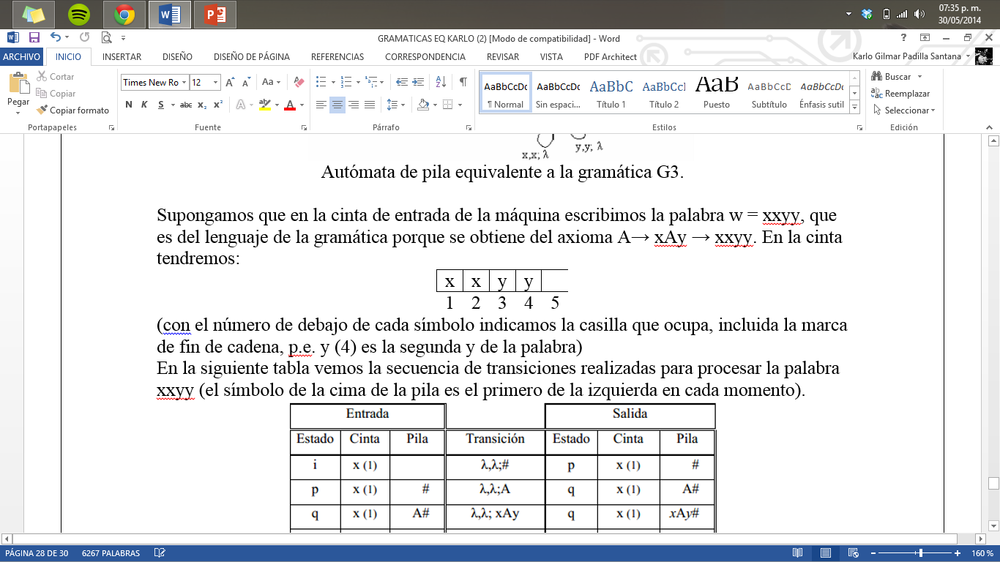 07:35 p. m.
30/05/2014
GRAMATICAS EQ KARLO (2) [Modo de compatibilidad] - Word
ARCHIVO INICIO INSERTAR DISEÑO DISEÑO DE PÁGINA REFERENCIAS CORRESPONDENCIA REVISAR VISTA PDF Architect Karlo Gilmar Padilla Santana
Pegar
Cortar
Copiar
Copiar formato
Portapapeles
Times New Ro 12
N K S abc x₂ x²
Fuente
Párrafo
AaBbCcDc AaBbCcDc AaBbC AaBbCcl AaB AaBbCcD AaBbCcDc
¶ Normal Sin espaci... Título 1 Título 2 Puesto Subtítulo Énfasis sutil
Estilos
Buscar
Reemplazar
Seleccionar
Edición
x,x; λ y,y; λ
Autómata de pila equivalente a la gramática G3.
Supongamos que en la cinta de entrada de la máquina escribimos la palabra w = xxyy, que
es del lenguaje de la gramática porque se obtiene del axioma A→ xAy → xxyy. En la cinta
tendremos:
x x y y
1 2 3 4 5
(con el número de debajo de cada símbolo indicamos la casilla que ocupa, incluida la marca
de fin de cadena, p.e. y (4) es la segunda y de la palabra)
En la siguiente tabla vemos la secuencia de transiciones realizadas para procesar la palabra
xxyy (el símbolo de la cima de la pila es el primero de la izquierda en cada momento).
Entrada Salida
Estado Cinta Pila Transición Estado Cinta Pila
i x (1) λ,λ;# p x (1) #
p x (1) # λ,λ;A q x (1) A#
q x (1) A# λ,λ; xAy q x (1) xAy#
PÁGINA 28 DE 30 6267 PALABRAS 160 %